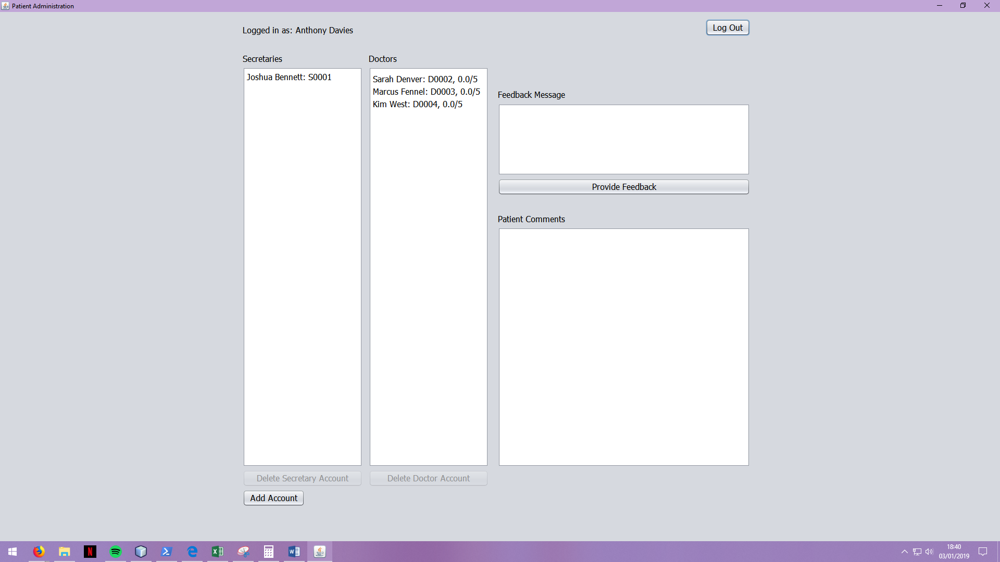 Patient Administration
Logged in as: Anthony Davies
Log Out
Secretaries
Joshua Bennett: S0001
Doctors
Sarah Denver: D0002, 0.0/5
Marcus Fennel: D0003, 0.0/5
Kim West: D0004, 0.0/5
Feedback Message
Provide Feedback
Patient Comments
Delete Secretary Account
Delete Doctor Account
Add Account
18:40
03/01/2019